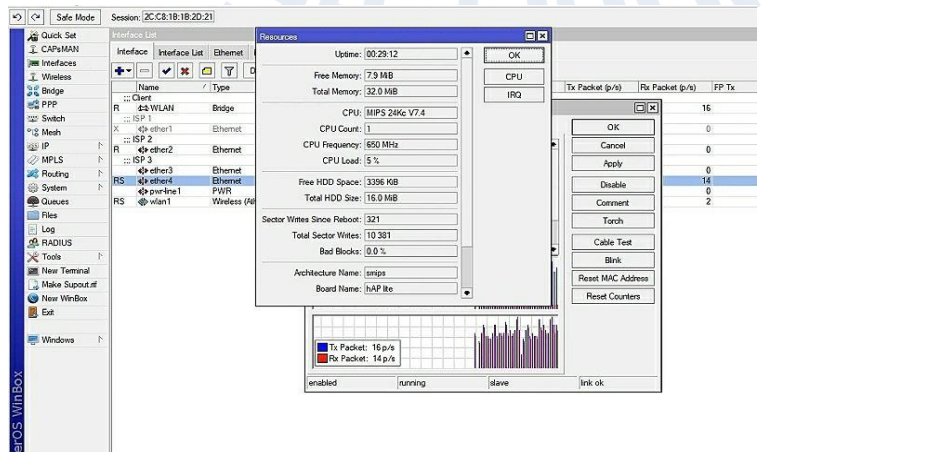 Safe Mode Session: 2C:C8:1B:1B:2D:21
Quick Set
CAPsMAN
Interfaces
Wireless
Bridge
PPP
Switch
Mesh
IP
MPLS
Routing
System
Queues
Files
Log
RADIUS
Tools
New Terminal
Make Supout.rif
New WinBox
Exit
Windows
erOS WinBox
Interface List
Interface Interface List Ethernet
Name Type Tx Packet (p/s) Rx Packet (p/s) FP Tx
::: Client
R WLAN Bridge 16
::: ISP 1
X ether1 Ethernet 0
::: ISP 2
R ether2 Ethernet 0
::: ISP 3
ether3 Ethernet 0
RS ether4 Ethernet 14
pwr-line1 PWR 0
RS wlan1 Wireless 2
Resources
Uptime: 00:29:12
Free Memory: 7.9 MiB
Total Memory: 32.0 MiB
CPU: MIPS 24Kc V7.4
CPU Count: 1
CPU Frequency: 650 MHz
CPU Load: 5 %
Free HDD Space: 3396 KiB
Total HDD Size: 16.0 MiB
Sector Writes Since Reboot: 321
Total Sector Writes: 10 381
Bad Blocks: 0.0 %
Architecture Name: smips
Board Name: hAP lite
OK
CPU
IRQ
OK
Cancel
Apply
Disable
Comment
Torch
Cable Test
Blink
Reset MAC Address
Reset Counters
Tx Packet: 16 p/s
Rx Packet: 14 p/s
enabled running slave link ok